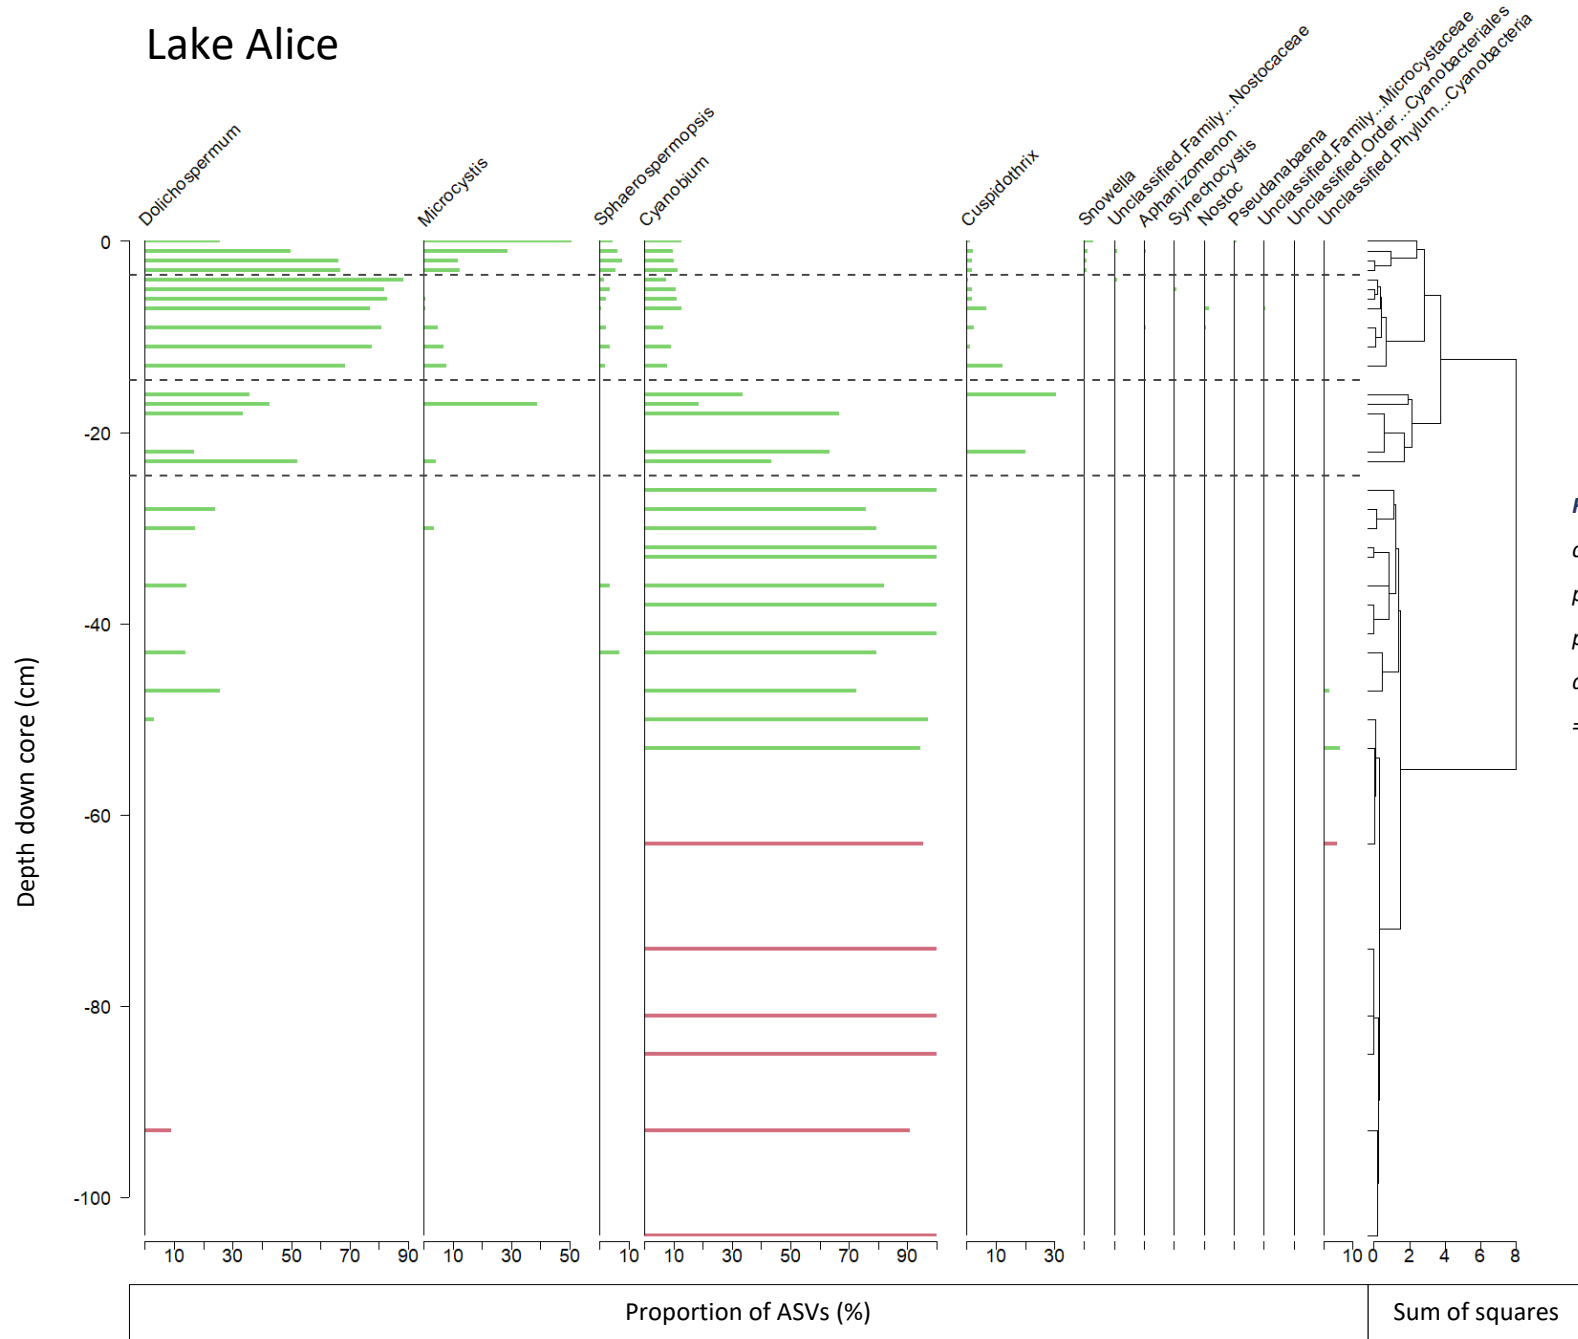 Lake Alice
Dolichospermum
Microcystis
Sphaerospermopsis
Cyanobium
Cuspidothrix
Snowella
Unclassified.Family...Nostocaceae
Aphanizomenon
Synechocystis
Nostoc
Pseudanabaena
Unclassified.Family...Microcystaceae
Unclassified.Order...Cyanobacteriales
Unclassified.Phylum...Cyanobacteria
0
-20
-40
-60
-80
-100
Depth down core (cm)
10 30 50 70 90
10 30 50
10
10 30 50 70 90
10 30
10
0 2 4 6 8
Proportion of ASVs (%)
Sum of squares